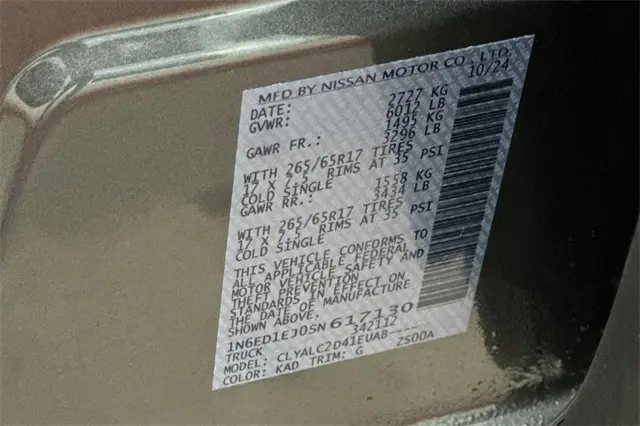 MFD BY NISSAN MOTOR CO., LTD.
DATE: 10/24
GVWR: 2727 KG
6012 LB
GAWR FR.: 1495 KG
3296 LB
WITH 265/65R17 TIRES
17 X 7.5 RIMS AT 35 PSI
COLD SINGLE
GAWR RR.: 1558 KG
3434 LB
WITH 265/65R17 TIRES
17 X 7.5 RIMS AT 35 PSI
COLD SINGLE
THIS VEHICLE CONFORMS TO
ALL APPLICABLE FEDERAL
MOTOR VEHICLE SAFETY AND
THEFT PREVENTION
STANDARDS IN EFFECT ON
THE DATE OF MANUFACTURE
SHOWN ABOVE.
1N6ED1EJ0SN617130
TRUCK 342112
MODEL: CLYALC2D41EUAB----
COLOR: KAD TRIM: G ZS00A